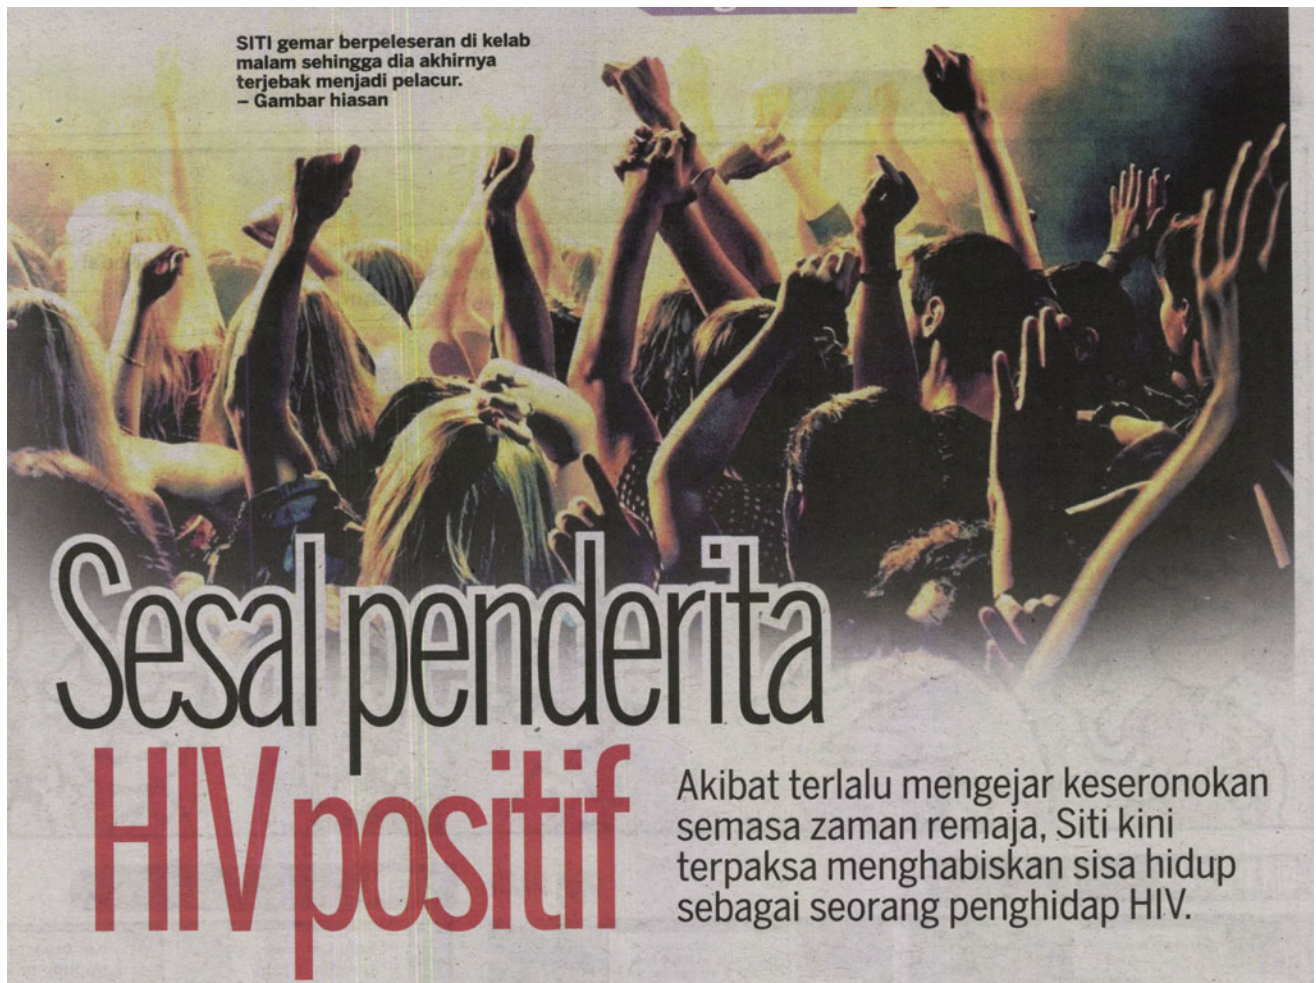 SITI gemar berpeleseran di kelab
malam sehingga dia akhirnya
terjebak menjadi pelacur.
– Gambar hiasan
Sesal penderita
HIV positif
Akibat terlalu mengejar keseronokan
semasa zaman remaja, Siti kini
terpaksa menghabiskan sisa hidup
sebagai seorang penghidap HIV.